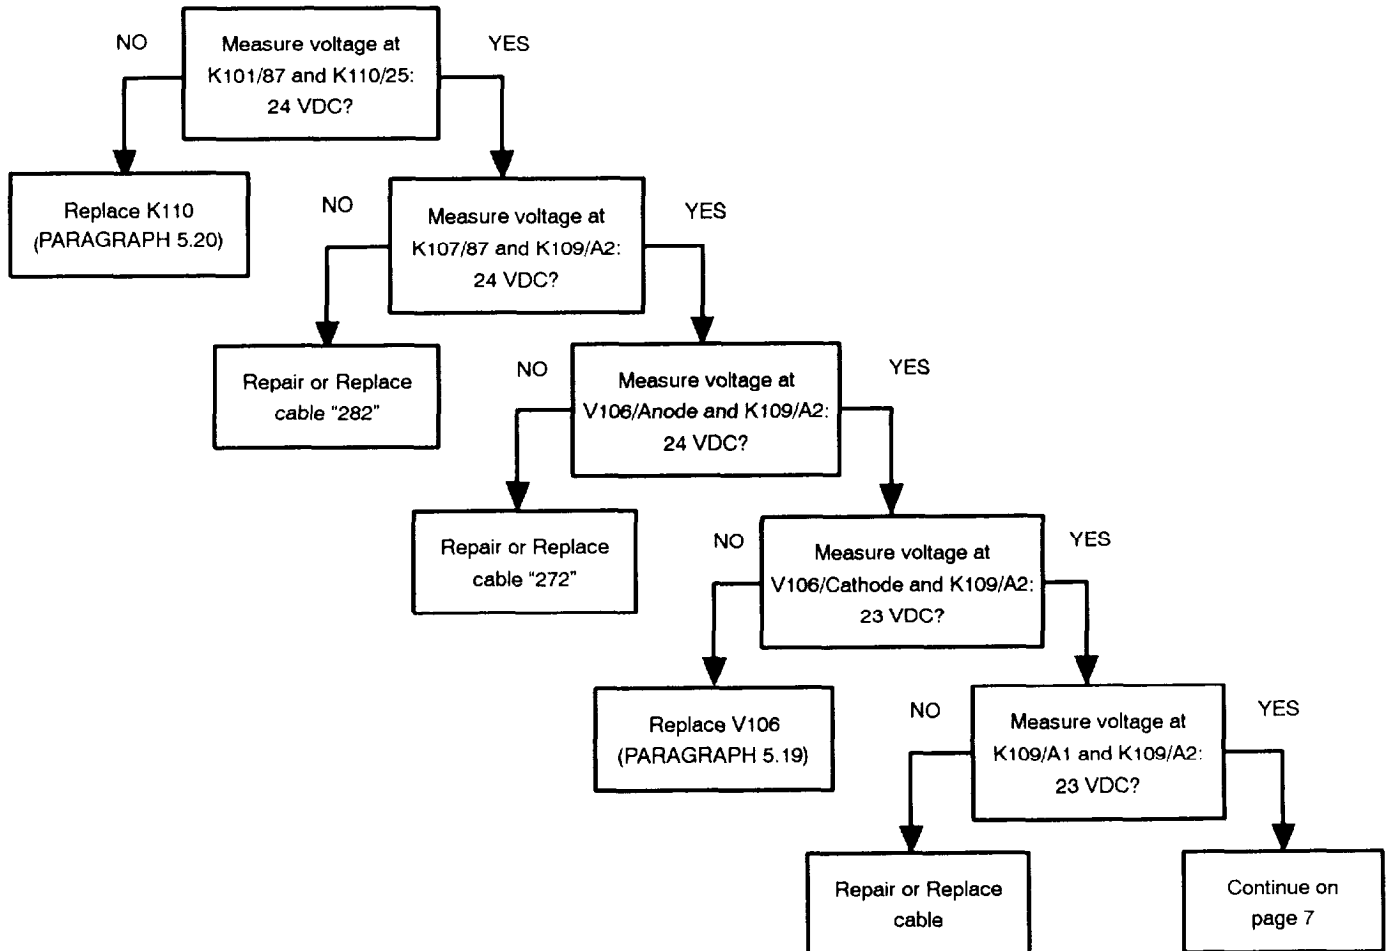 NO
Measure voltage at
K101/87 and K110/25:
24 VDC?
YES
Replace K110
(PARAGRAPH 5.20)
NO
Measure voltage at
K107/87 and K109/A2:
24 VDC?
YES
Repair or Replace
cable "282"
NO
Measure voltage at
V106/Anode and K109/A2:
24 VDC?
YES
Repair or Replace
cable "272"
NO
Measure voltage at
V106/Cathode and K109/A2:
23 VDC?
YES
Replace V106
(PARAGRAPH 5.19)
NO
Measure voltage at
K109/A1 and K109/A2:
23 VDC?
YES
Repair or Replace
cable
Continue on
page 7